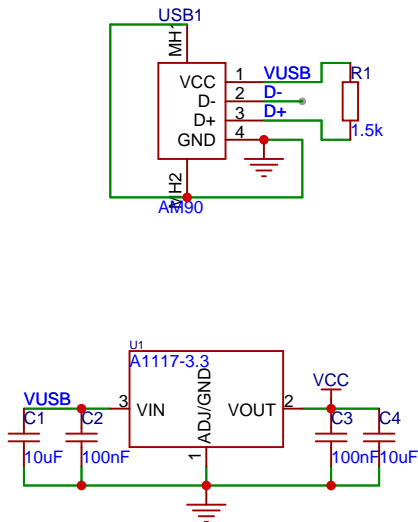 USB1
MH1
VCC 1 VUSB R1
D- 2 D-
D+ 3 D+
GND 4 1.5k
MH2
AM90
U1
A1117-3.3
VUSB VCC
3 VIN ADJ/GND VOUT 2
C1 C2 C3 C4
10uF 100nF 1 100nF 10uF